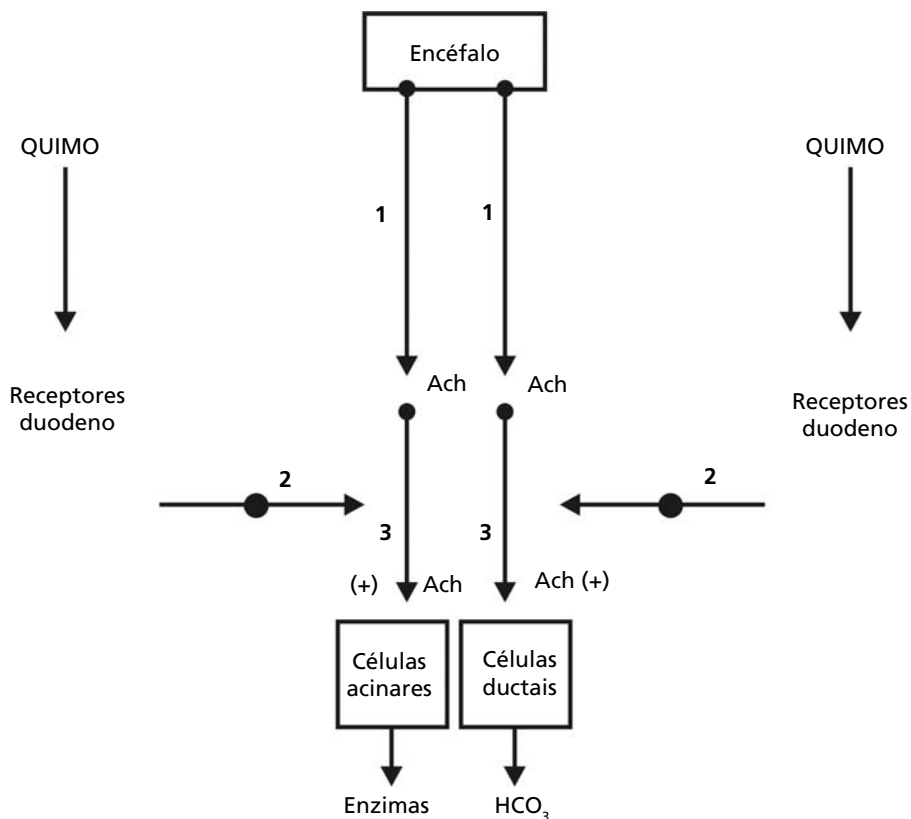 Encéfalo
QUIMO
QUIMO
1
1
Ach
Ach
Receptores
duodeno
Receptores
duodeno
2
2
3
3
(+)
Ach
Ach (+)
Células
acinares
Células
ductais
Enzimas
HCO₃